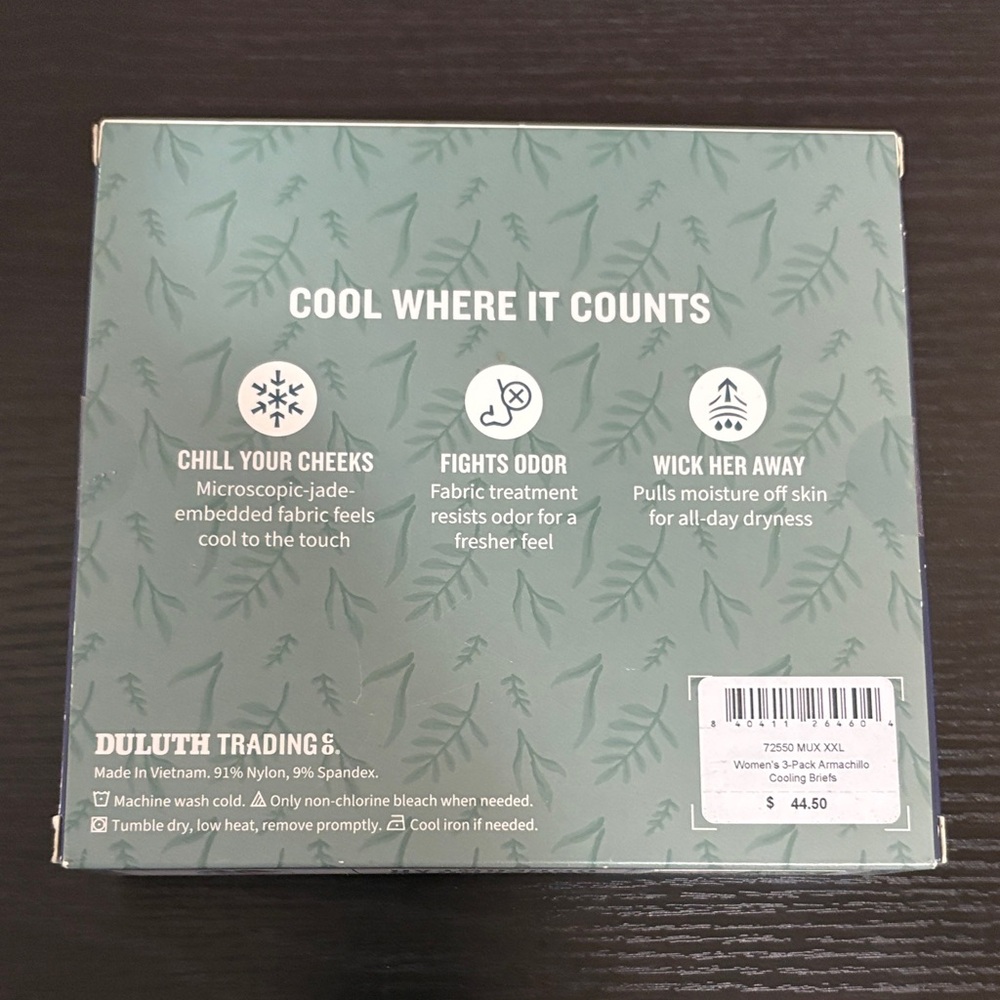 COOL WHERE IT COUNTS
CHILL YOUR CHEEKS
Microscopic-jade-
embedded fabric feels
cool to the touch
FIGHTS ODOR
Fabric treatment
resists odor for a
fresher feel
WICK HER AWAY
Pulls moisture off skin
for all-day dryness
DULUTH TRADING CO.
Made In Vietnam. 91% Nylon, 9% Spandex.
Machine wash cold. Only non-chlorine bleach when needed.
Tumble dry, low heat, remove promptly. Cool iron if needed.
8 40411 26460 4
72550 MUX XXL
Women's 3-Pack Armachillo
Cooling Briefs
$ 44.50